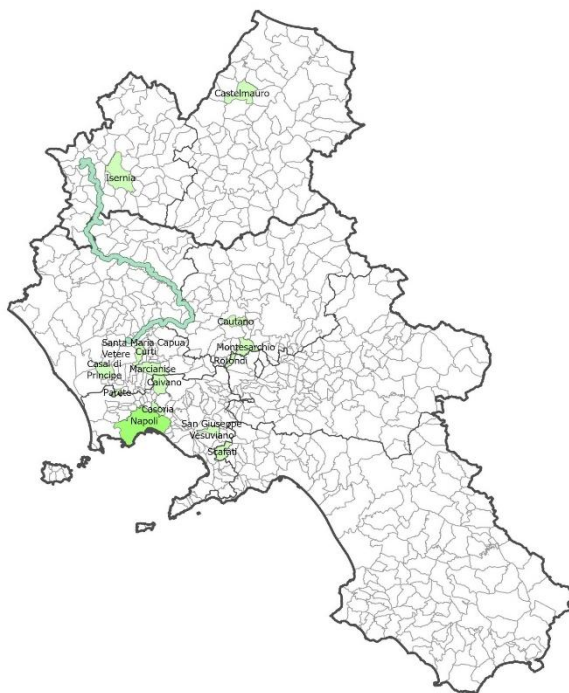 Castelmauro
Isernia
Cautano
Santa Maria Capua
Vetere
Curti
Montesarchio
Rotondi
Casal di
Principe
Marcianise
Caivano
Parete
Casoria
Napoli
San Giuseppe
Vesuviano
Scafati